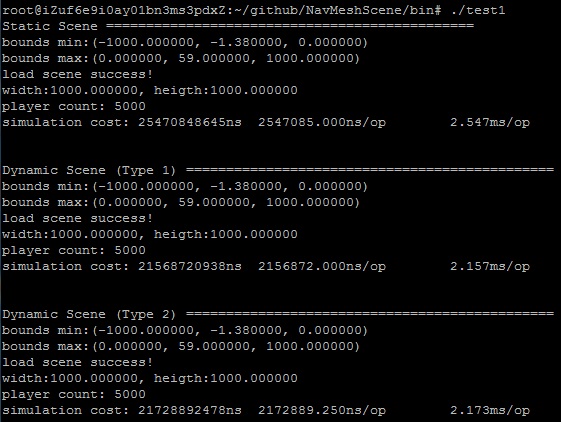 root@iZuf6e9i0ay01bn3ms3pdxZ:~/github/NavMeshScene/bin# ./test1
Static Scene ==================================================
bounds min:(-1000.000000, -1.380000, 0.000000)
bounds max:(0.000000, 59.000000, 1000.000000)
load scene success!
width:1000.000000, heigth:1000.000000
player count: 5000
simulation cost: 25470848645ns  2547085.000ns/op        2.547ms/op
Dynamic Scene (Type 1) ==================================================
bounds min:(-1000.000000, -1.380000, 0.000000)
bounds max:(0.000000, 59.000000, 1000.000000)
load scene success!
width:1000.000000, heigth:1000.000000
player count: 5000
simulation cost: 21568720938ns  2156872.000ns/op        2.157ms/op
Dynamic Scene (Type 2) ==================================================
bounds min:(-1000.000000, -1.380000, 0.000000)
bounds max:(0.000000, 59.000000, 1000.000000)
load scene success!
width:1000.000000, heigth:1000.000000
player count: 5000
simulation cost: 21728892478ns  2172889.250ns/op        2.173ms/op